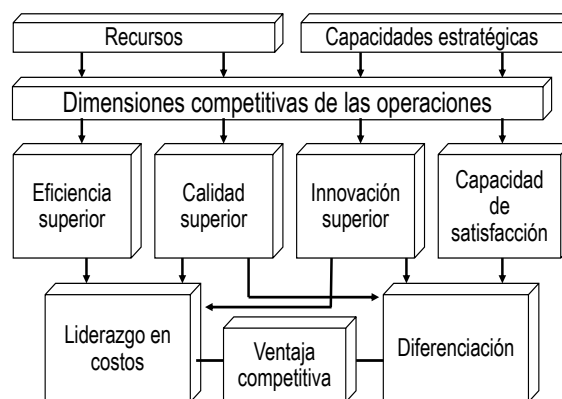 Recursos
Capacidades estratégicas
Dimensiones competitivas de las operaciones
Eficiencia
superior
Calidad
superior
Innovación
superior
Capacidad
de
satisfacción
Liderazgo en
costos
Ventaja
competitiva
Diferenciación